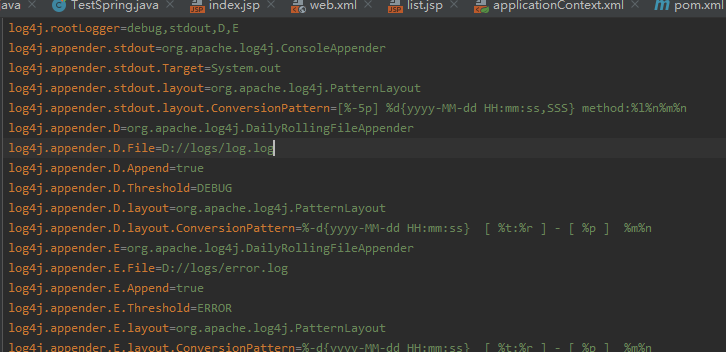 ava TestSpring.java index.jsp web.xml list.jsp applicationContext.xml pom.xml
log4j.rootLogger=debug,stdout,D,E
log4j.appender.stdout=org.apache.log4j.ConsoleAppender
log4j.appender.stdout.Target=System.out
log4j.appender.stdout.layout=org.apache.log4j.PatternLayout
log4j.appender.stdout.layout.ConversionPattern=[%-5p] %d{yyyy-MM-dd HH:mm:ss,SSS} method:%l%n%m%n
log4j.appender.D=org.apache.log4j.DailyRollingFileAppender
log4j.appender.D.File=D://logs/log.log
log4j.appender.D.Append=true
log4j.appender.D.Threshold=DEBUG
log4j.appender.D.layout=org.apache.log4j.PatternLayout
log4j.appender.D.layout.ConversionPattern=%-d{yyyy-MM-dd HH:mm:ss}  [ %t:%r ] - [ %p ]  %m%n
log4j.appender.E=org.apache.log4j.DailyRollingFileAppender
log4j.appender.E.File=D://logs/error.log
log4j.appender.E.Append=true
log4j.appender.E.Threshold=ERROR
log4j.appender.E.layout=org.apache.log4j.PatternLayout
log4j.appender.E.layout.ConversionPattern=%-d{yyyy-MM-dd HH:mm:ss}  [ %t:%r ] - [ %p ]  %m%n